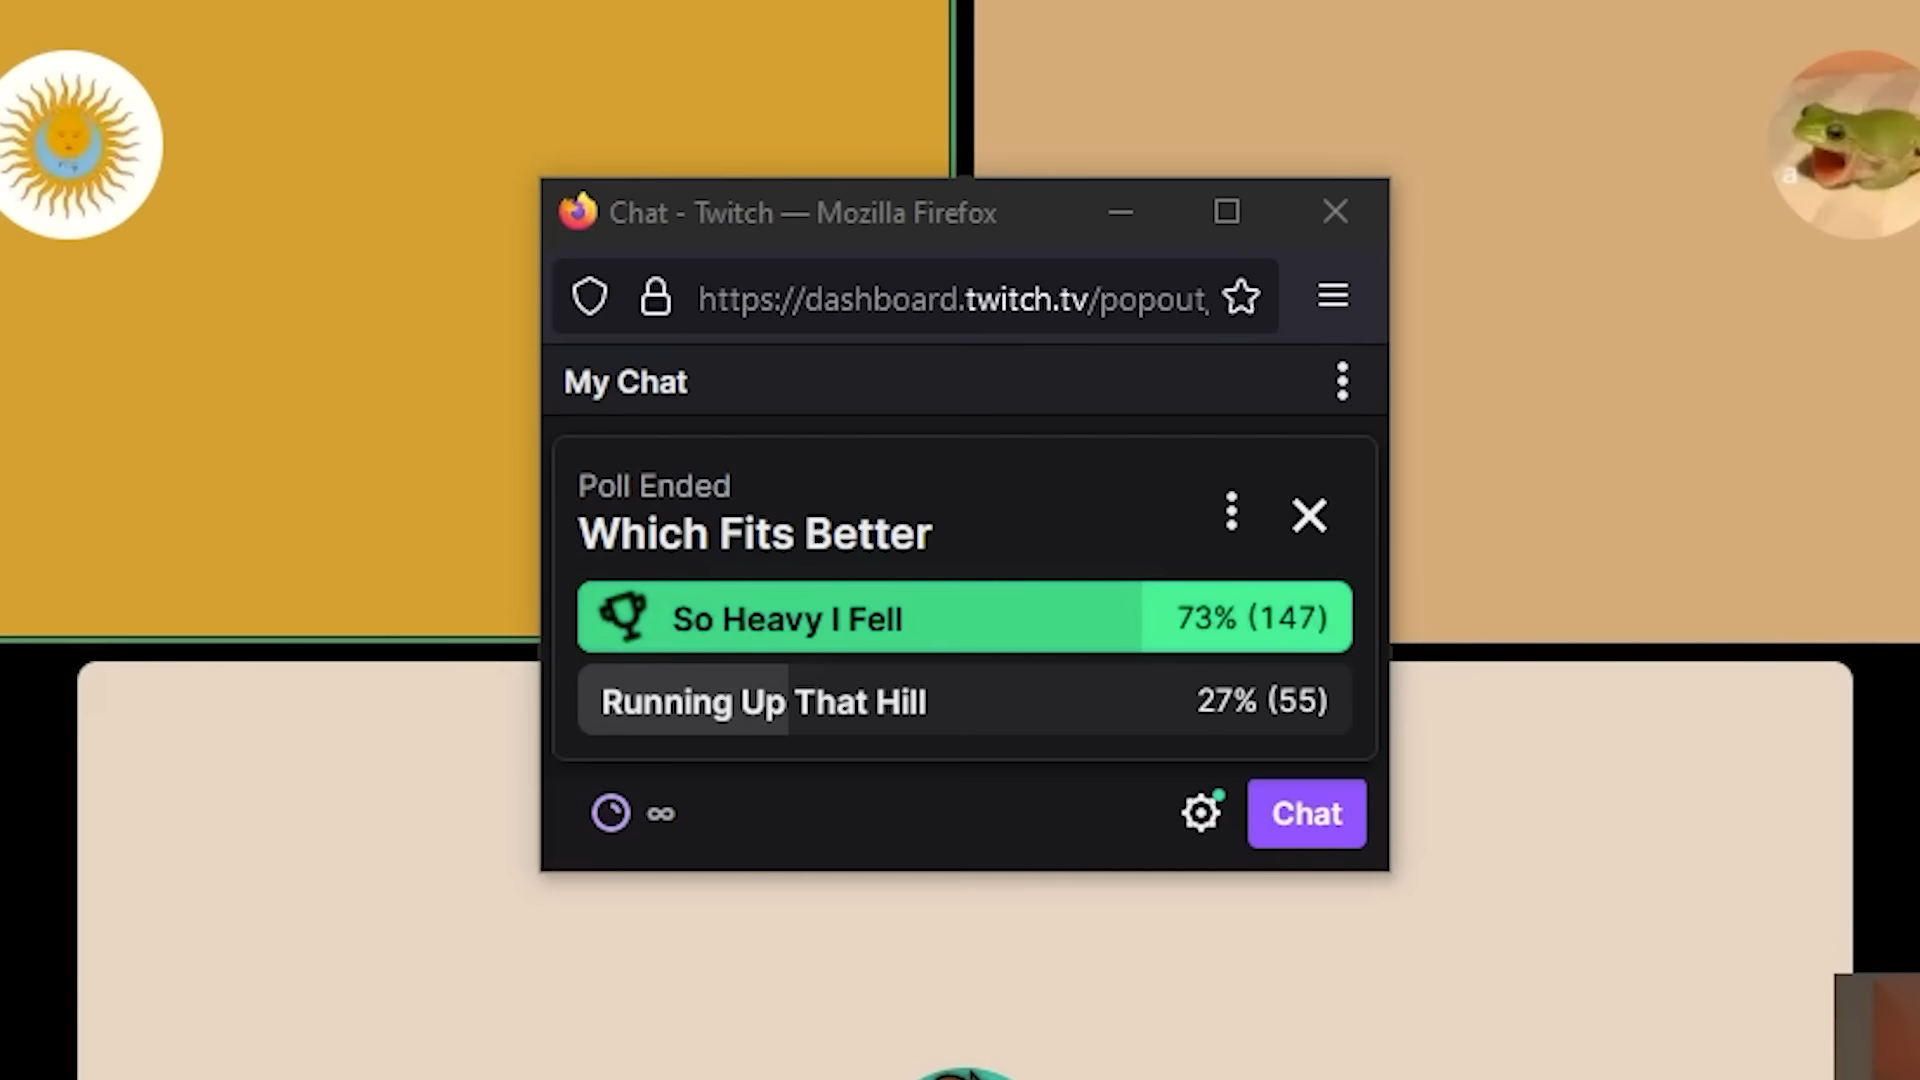 Chat - Twitch — Mozilla Firefox
https://dashboard.twitch.tv/popout
My Chat
Poll Ended
Which Fits Better
So Heavy I Fell 73% (147)
Running Up That Hill 27% (55)
∞ Chat
a